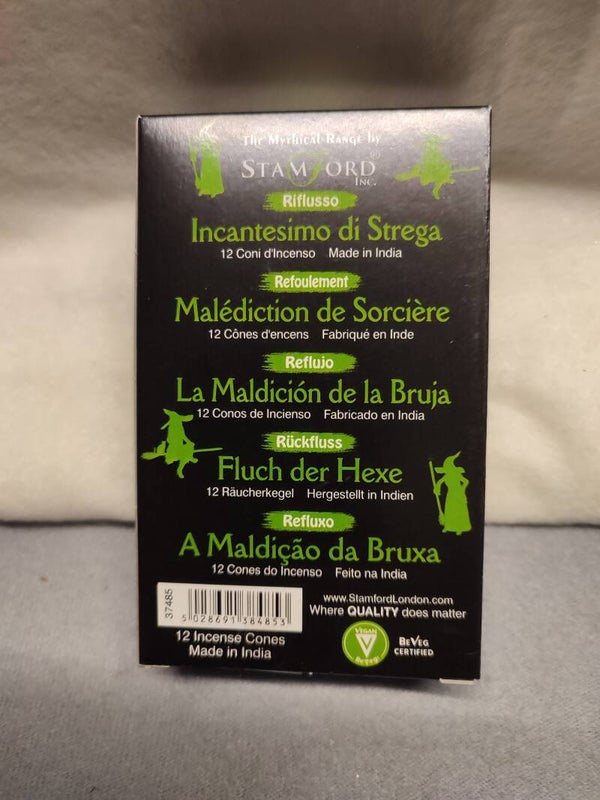 The Mythical Range by
STAMFORD®
INC.
Riflusso
Incantesimo di Strega
12 Coni d'Incenso Made in India
Refoulement
Malédiction de Sorcière
12 Cônes d'encens Fabriqué en Inde
Reflujo
La Maldición de la Bruja
12 Conos de Incienso Fabricado en India
Rückfluss
Fluch der Hexe
12 Räucherkegel Hergestellt in Indien
Refluxo
A Maldição da Bruxa
12 Cones do Incenso Feito na India
37485
5 028691 384853
12 Incense Cones
Made in India
www.StamfordLondon.com
Where QUALITY does matter
VEGAN
V
BeVeg
BEVEG
CERTIFIED